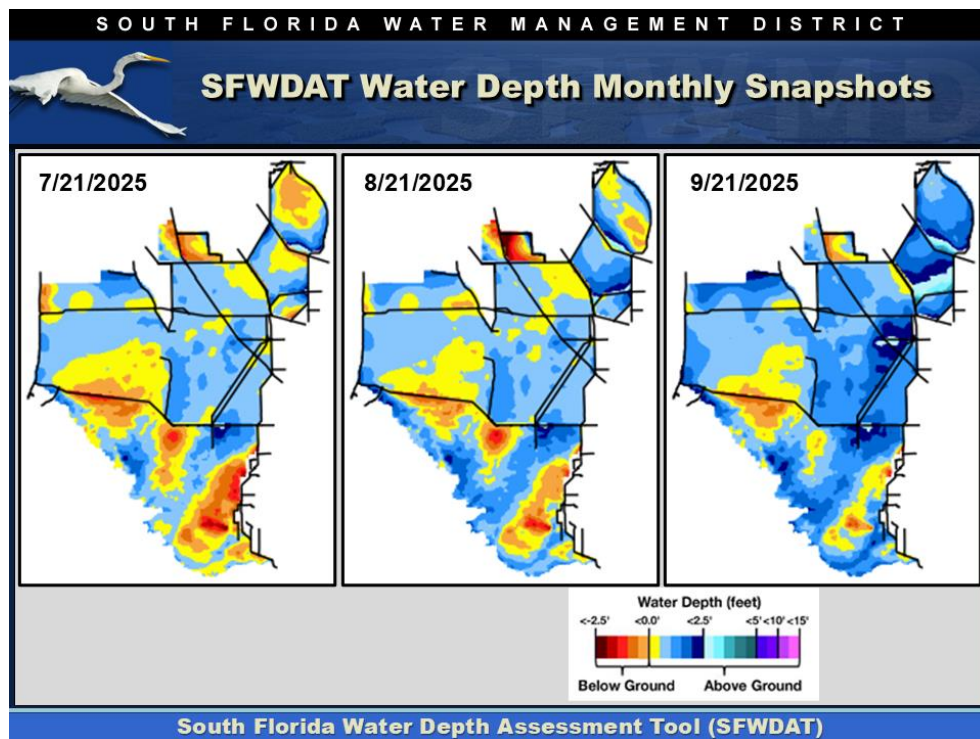 SOUTH FLORIDA WATER MANAGEMENT DISTRICT
SFWDAT Water Depth Monthly Snapshots
SFWMD
7/21/2025
8/21/2025
9/21/2025
Water Depth (feet)
<-2.5' <0.0' <2.5' <5' <10' <15'
Below Ground Above Ground
South Florida Water Depth Assessment Tool (SFWDAT)